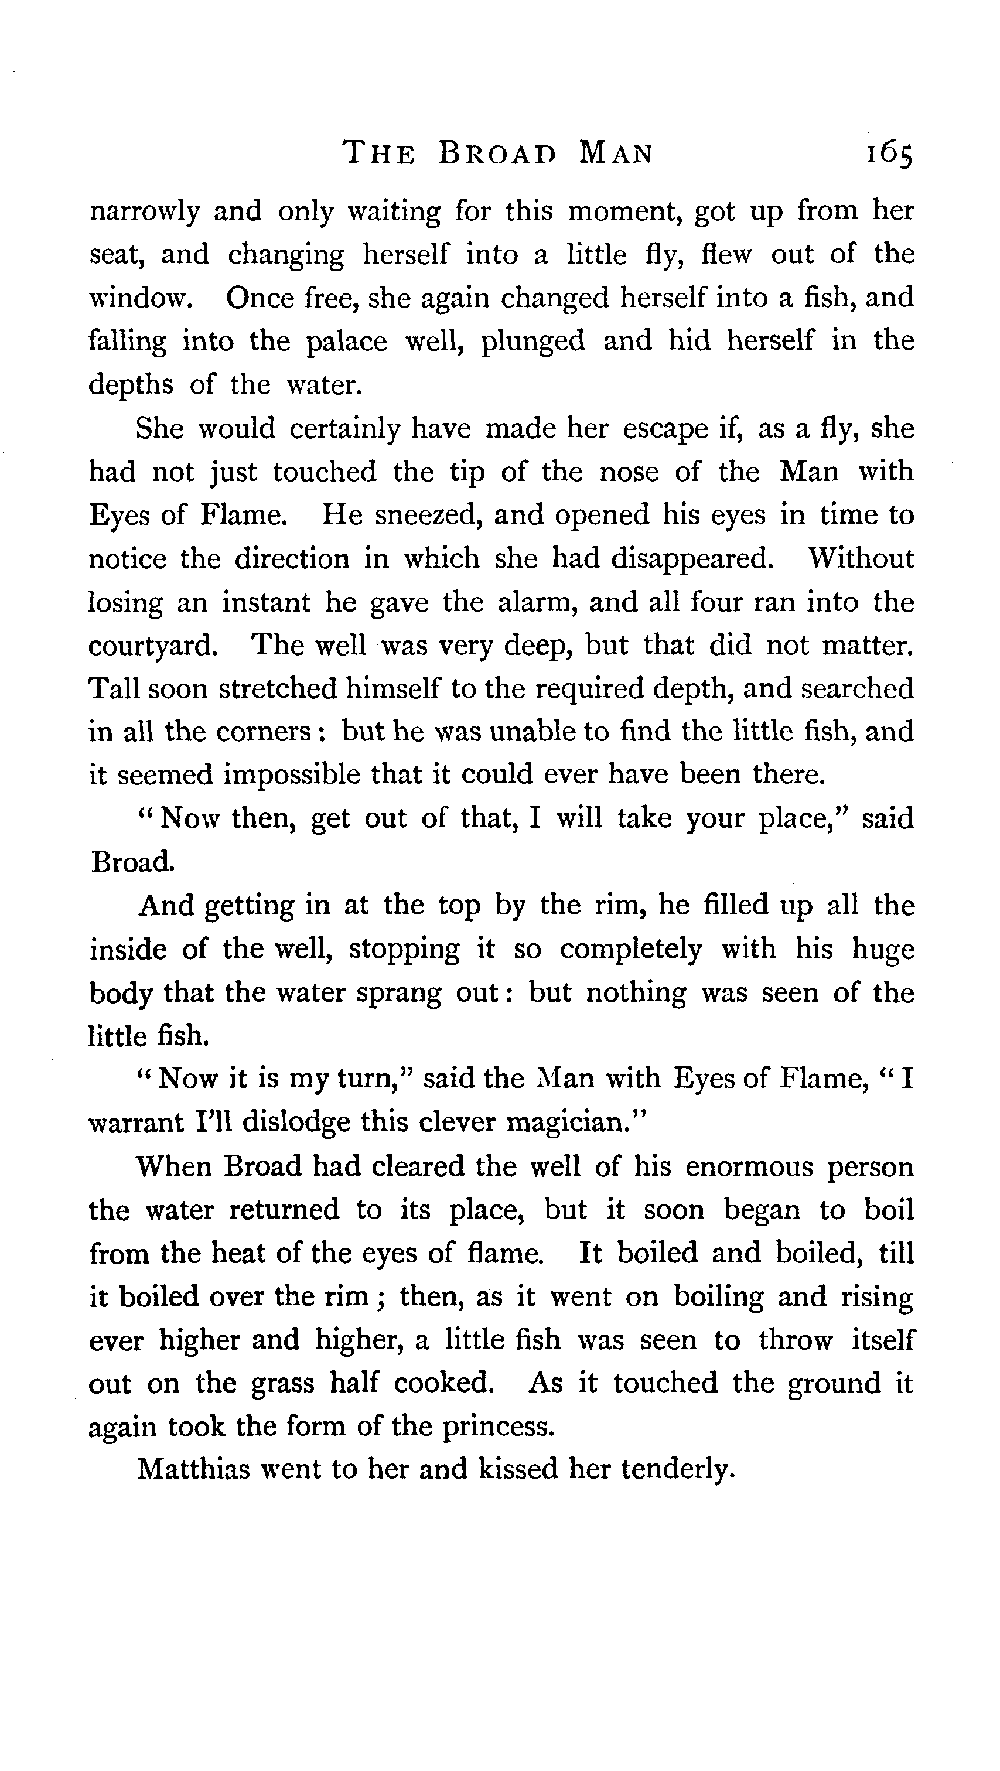 THE BROAD MAN 165
narrowly and only waiting for this moment, got up from her
seat, and changing herself into a little fly, flew out of the
window. Once free, she again changed herself into a fish, and
falling into the palace well, plunged and hid herself in the
depths of the water.
She would certainly have made her escape if, as a fly, she
had not just touched the tip of the nose of the Man with
Eyes of Flame. He sneezed, and opened his eyes in time to
notice the direction in which she had disappeared. Without
losing an instant he gave the alarm, and all four ran into the
courtyard. The well was very deep, but that did not matter.
Tall soon stretched himself to the required depth, and searched
in all the corners: but he was unable to find the little fish, and
it seemed impossible that it could ever have been there.
“Now then, get out of that, I will take your place,” said
Broad.
And getting in at the top by the rim, he filled up all the
inside of the well, stopping it so completely with his huge
body that the water sprang out: but nothing was seen of the
little fish.
“Now it is my turn,” said the Man with Eyes of Flame, “I
warrant I'll dislodge this clever magician.”
When Broad had cleared the well of his enormous person
the water returned to its place, but it soon began to boil
from the heat of the eyes of flame. It boiled and boiled, till
it boiled over the rim; then, as it went on boiling and rising
ever higher and higher, a little fish was seen to throw itself
out on the grass half cooked. As it touched the ground it
again took the form of the princess.
Matthias went to her and kissed her tenderly.